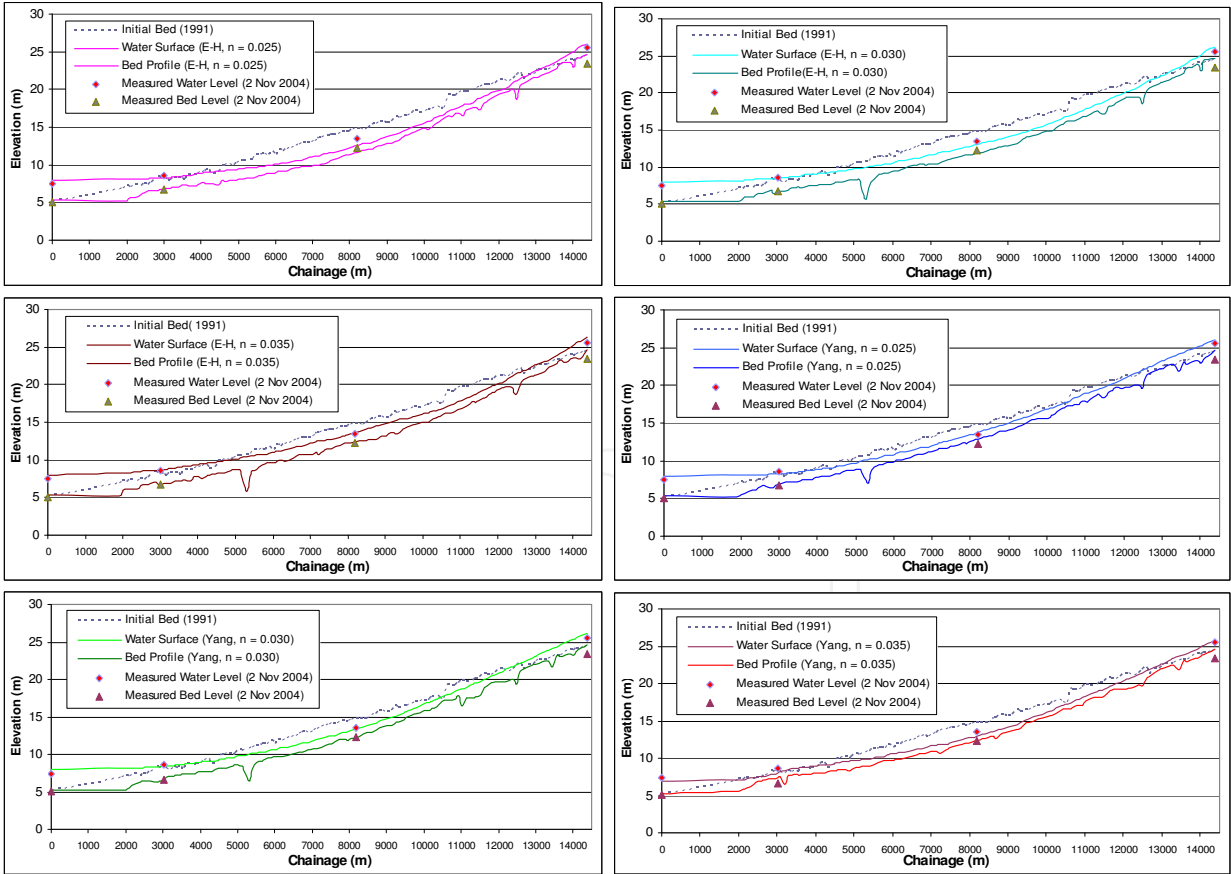 30
25
20
15
10
5
0
Elevation (m)
Initial Bed (1991)
Water Surface (E-H, n = 0.025)
Bed Profile (E-H, n = 0.025)
Measured Water Level (2 Nov 2004)
Measured Bed Level (2 Nov 2004)
0 1000 2000 3000 4000 5000 6000 7000 8000 9000 10000 11000 12000 13000 14000
Chainage (m)
30
25
20
15
10
5
0
Elevation (m)
Initial Bed (1991)
Water Surface (E-H, n = 0.030)
Bed Profile(E-H, n = 0.030)
Measured Water Level (2 Nov 2004)
Measured Bed Level (2 Nov 2004)
0 1000 2000 3000 4000 5000 6000 7000 8000 9000 10000 11000 12000 13000 14000
Chainage (m)
30
25
20
15
10
5
0
Elevation (m)
Initial Bed( 1991)
Water Surface (E-H, n = 0.035)
Bed Profile (E-H, n = 0.035)
Measured Water Level (2 Nov 2004)
Measured Bed Level (2 Nov 2004)
0 1000 2000 3000 4000 5000 6000 7000 8000 9000 10000 11000 12000 13000 14000
Chainage (m)
30
25
20
15
10
5
0
Elevation (m)
Initial Bed (1991)
Water Surface (Yang, n = 0.025)
Bed Profile (Yang, n = 0.025)
Measured Water Level (2 Nov 2004)
Measured Bed Level (2 Nov 2004)
0 1000 2000 3000 4000 5000 6000 7000 8000 9000 10000 11000 12000 13000 14000
Chainage (m)
30
25
20
15
10
5
0
Elevation (m)
Initial Bed (1991)
Water Surface (Yang, n = 0.030)
Bed Profile (Yang, n = 0.030)
Measured Water Level (2 Nov 2004)
Measured Bed Level (2 Nov 2004)
0 1000 2000 3000 4000 5000 6000 7000 8000 9000 10000 11000 12000 13000 14000
Chainage (m)
30
25
20
15
10
5
0
Elevation (m)
Initial Bed (1991)
Water Surface (Yang, n = 0.035)
Bed Profile (Yang, n = 0.035)
Measured Water Level (2 Nov 2004)
Measured Bed Level (2 Nov 2004)
0 1000 2000 3000 4000 5000 6000 7000 8000 9000 10000 11000 12000 13000 14000
Chainage (m)